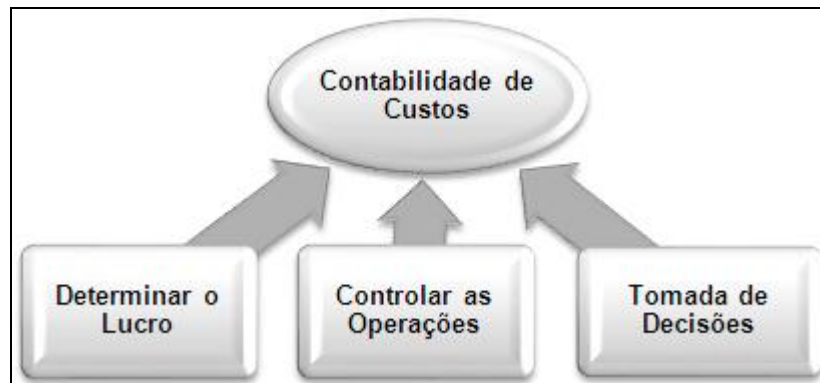 Contabilidade de
Custos
Determinar o
Lucro
Controlar as
Operações
Tomada de
Decisões